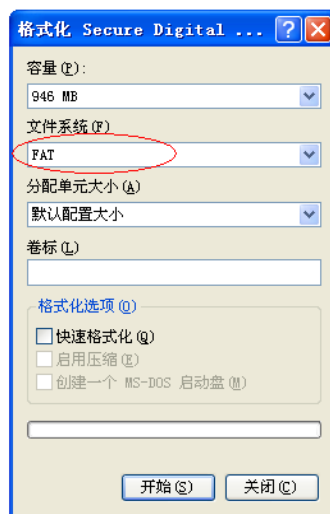 格式化 Secure Digital ...
容量(P):
946 MB
文件系统(F)
FAT
分配单元大小(A)
默认配置大小
卷标(L)
格式化选项(O)
快速格式化(Q)
启用压缩(E)
创建一个 MS-DOS 启动盘(M)
开始(S) 关闭(C)